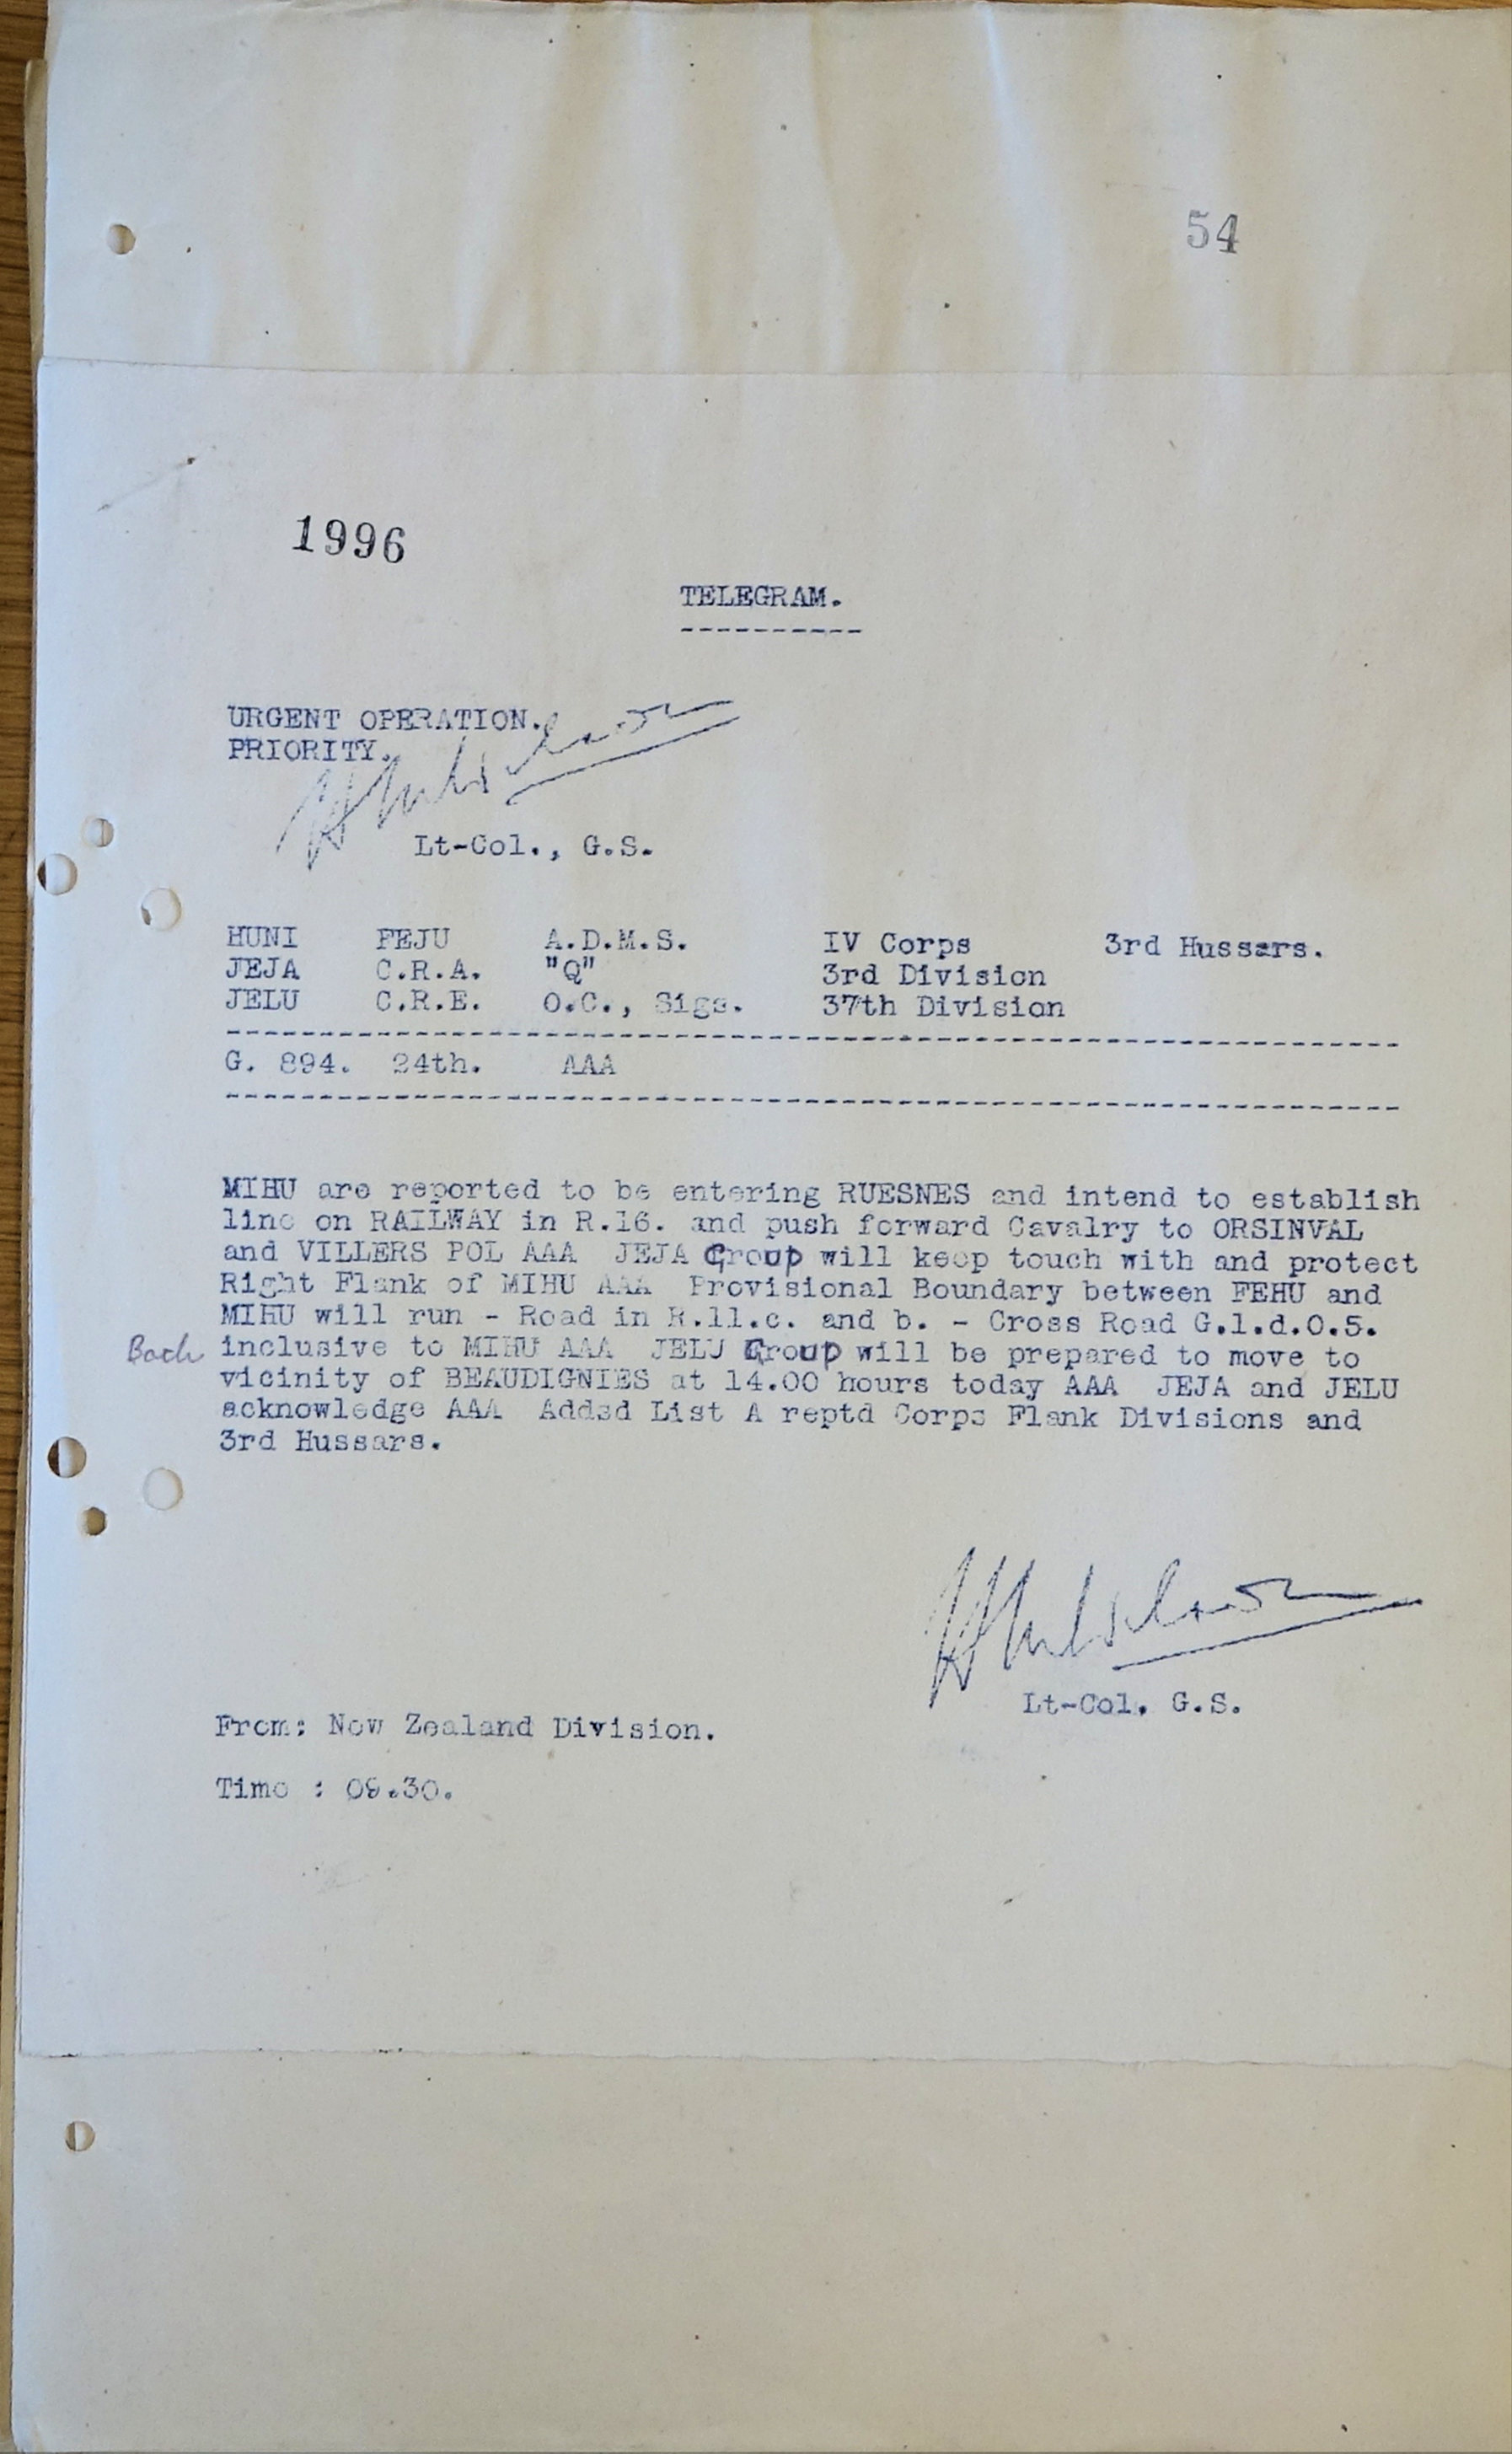 54
1996
TELEGRAM.
----------
URGENT OPERATION.
PRIORITY.
Lt-Col., G.S.
HUNI FEJU A.D.M.S. IV Corps 3rd Hussars.
JEJA C.R.A. "Q" 3rd Division
JELU C.R.E. O.C., Sigs. 37th Division
G. 894. 24th. AAA
MIHU are reported to be entering RUESNES and intend to establish
line on RAILWAY in R.16. and push forward Cavalry to ORSINVAL
and VILLERS POL AAA JEJA Group will keep touch with and protect
Right Flank of MIHU AAA Provisional Boundary between FEHU and
MIHU will run - Road in R.11.c. and b. - Cross Road G.1.d.0.5.
Both inclusive to MIHU AAA JELU Group will be prepared to move to
vicinity of BEAUDIGNIES at 14.00 hours today AAA JEJA and JELU
acknowledge AAA Addsd List A reptd Corps Flank Divisions and
3rd Hussars.
Lt-Col. G.S.
From: New Zealand Division.
Time : 09.30.